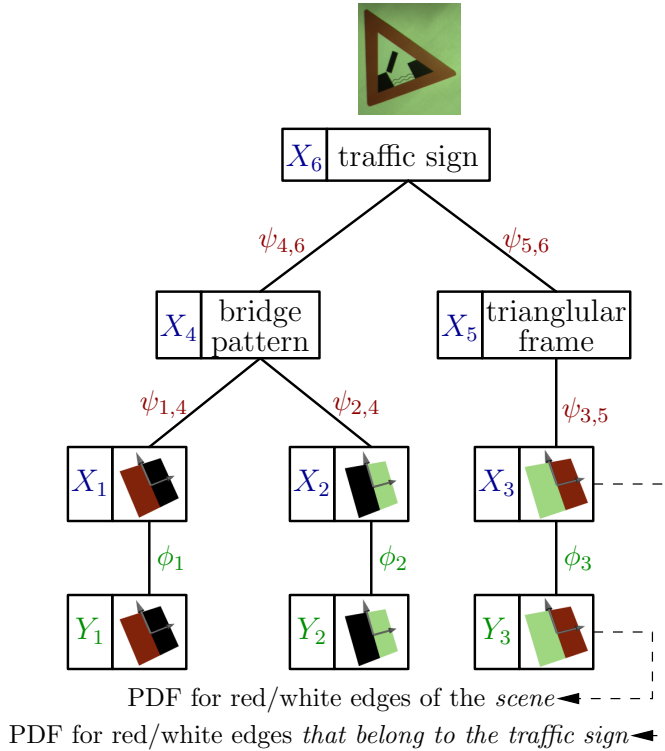 X6 traffic sign
ψ4,6 ψ5,6
X4 bridge pattern
X5 trianglular frame
ψ1,4 ψ2,4 ψ3,5
X1 X2 X3
ϕ1 ϕ2 ϕ3
Y1 Y2 Y3
PDF for red/white edges of the scene
PDF for red/white edges that belong to the traffic sign